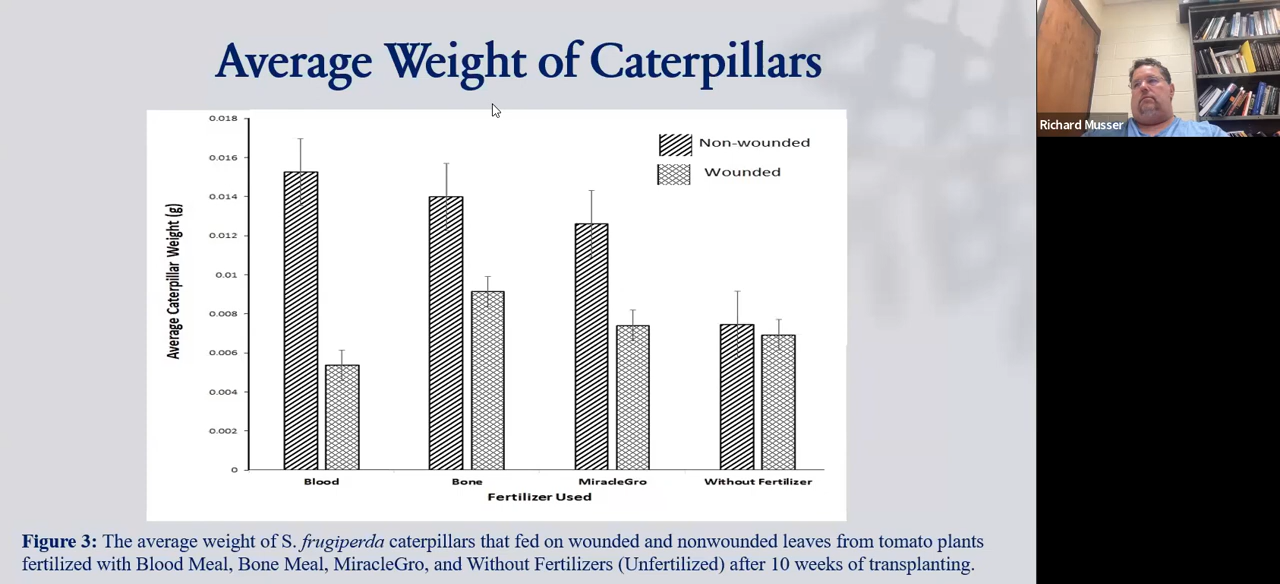 Average Weight of Caterpillars
0.018
0.016
0.014
0.012
0.01
0.008
0.006
0.004
0.002
0
Average Caterpillar Weight (g)
Non-wounded
Wounded
Blood Bone MiracleGro Without Fertilizer
Fertilizer Used
Figure 3: The average weight of S. frugiperda caterpillars that fed on wounded and nonwounded leaves from tomato plants
fertilized with Blood Meal, Bone Meal, MiracleGro, and Without Fertilizers (Unfertilized) after 10 weeks of transplanting.
Richard Musser